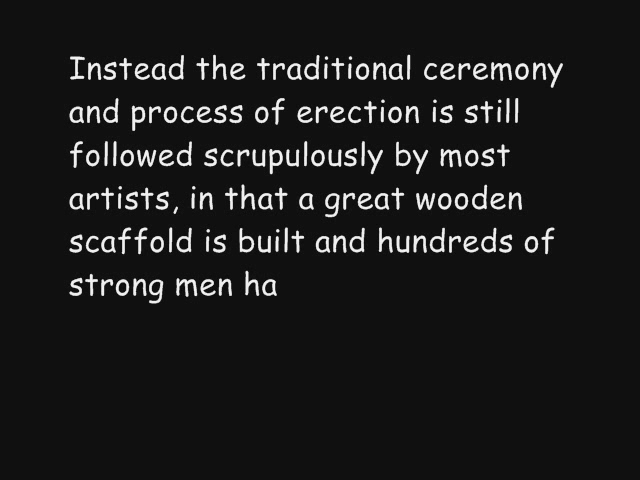 Instead the traditional ceremony
and process of erection is still
followed scrupulously by most
artists, in that a great wooden
scaffold is built and hundreds of
strong men ha